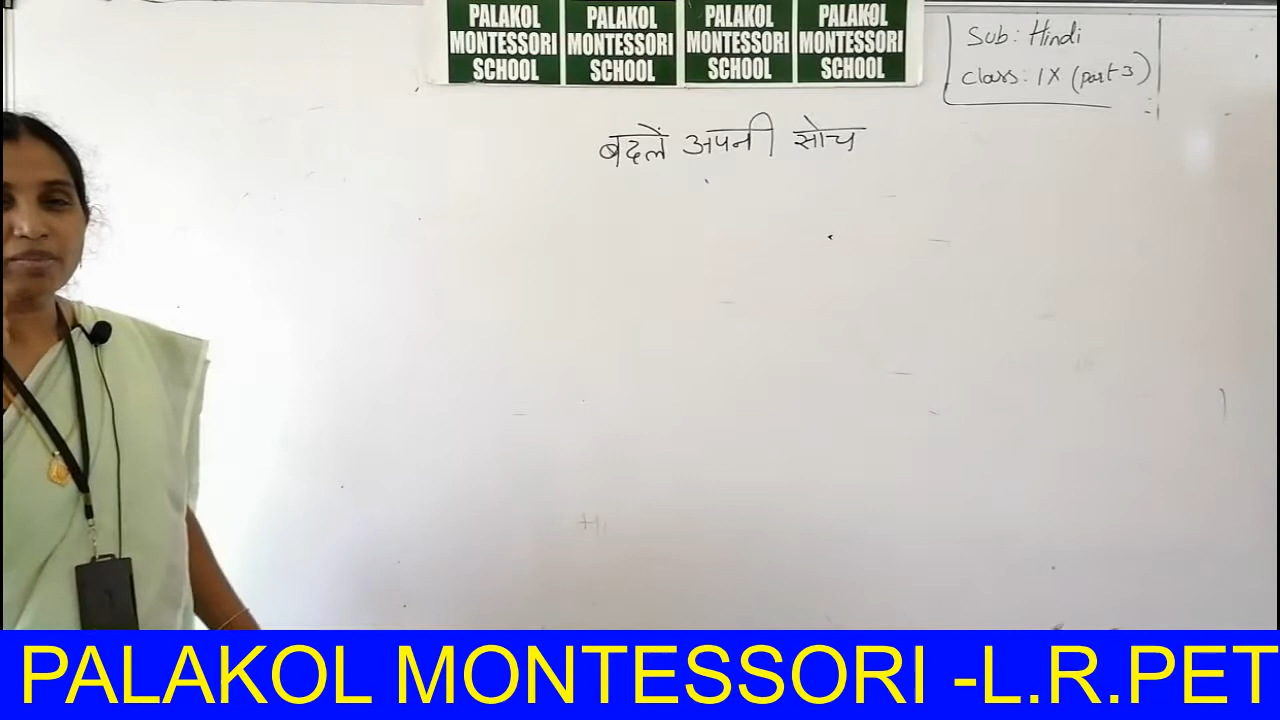 PALAKOL MONTESSORI SCHOOL
PALAKOL MONTESSORI SCHOOL
PALAKOL MONTESSORI SCHOOL
PALAKOL MONTESSORI SCHOOL
Sub: Hindi
Class: IX (part 3)
बदलें अपनी सोच
PALAKOL MONTESSORI -L.R.PET